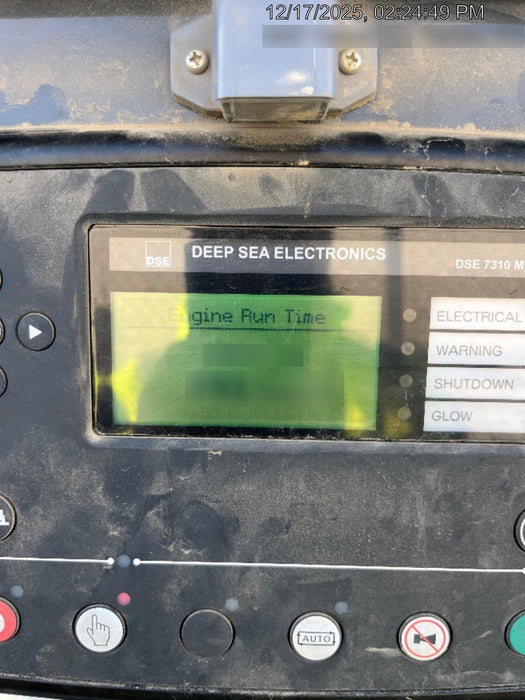 12/17/2025, 02:24:49 PM
DSE
DEEP SEA ELECTRONICS
DSE 7310 M
Engine Run Time
ELECTRICAL
WARNING
SHUTDOWN
GLOW
AUTO